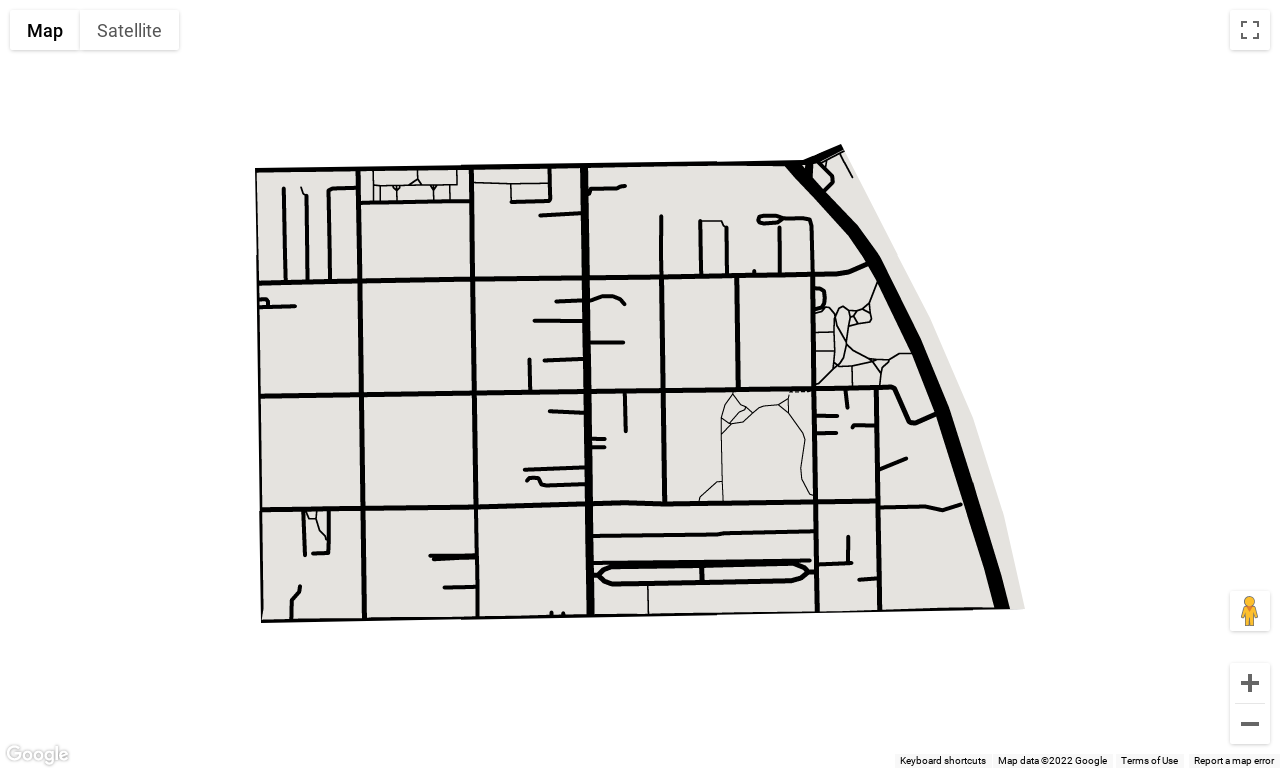 Map Satellite
Google
Keyboard shortcuts Map data ©2022 Google Terms of Use Report a map error